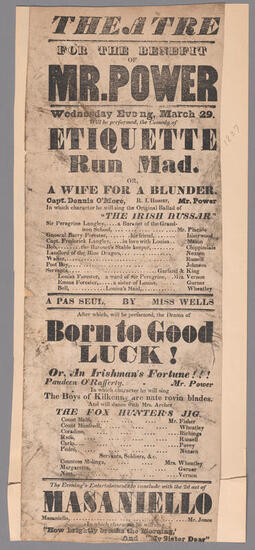 THEATRE
FOR THE BENEFIT
OF
MR. POWER
Wednesday Eveng, March 29.
Will be performed, the Comedy of
ETIQUETTE
Run Mad.
OR,
A WIFE FOR A BLUNDER.
Capt. Dennis O'More, R. I. Hussar, Mr. Power
In which character he will sing the Original Ballad of
"THE IRISH HUSSAR."
Sir Peregrine Langley, a Baronet of the Grand-
ison School, Mr. Placide
General Barry Forester, his friend,
Capt. Frederick Langley, in love with Louisa Mason
Bob, the Baronet's Stable keeper, Chippindale
Landlord of the Blue Dragon, Nexsen
Waiter, Russell
Post Boy, Johnson
Servants, Garland & King
Louisa Forester, a ward of Sir Peregrine, Mrs. Vernon
Emma Forester, a sister of Gurner
Bell, Louisa's Maid, Wheatley
A PAS SEUL, BY MISS WELLS
After which, will be performed, the Drama of
Born to Good
LUCK!
Or, An Irishman's Fortune!!!
Paudeen O'Rafferty, Mr. Power
In which character he will sing
The Boys of Kilkenny are rare rovin blades.
And will dance with Mrs. Archer
THE FOX HUNTER'S JIG.
Count Malfi, Mr. Fisher
Count Wheatley
Coradino, Richings
Rufo, Russell
Carlo, Povey
Pedro, Nexsen
Servants, Soldiers, &c.
Countess Mrs. Wheatley
Margaretta, Gurner
Nina, Vernon
The Evening's Entertainments to conclude with the 2d act of
MASANIELLO
Masaniello, Mr. Jones
In which character he will sing
"How brightly breaks the Morning,"
And "My Sister Dear"
1837